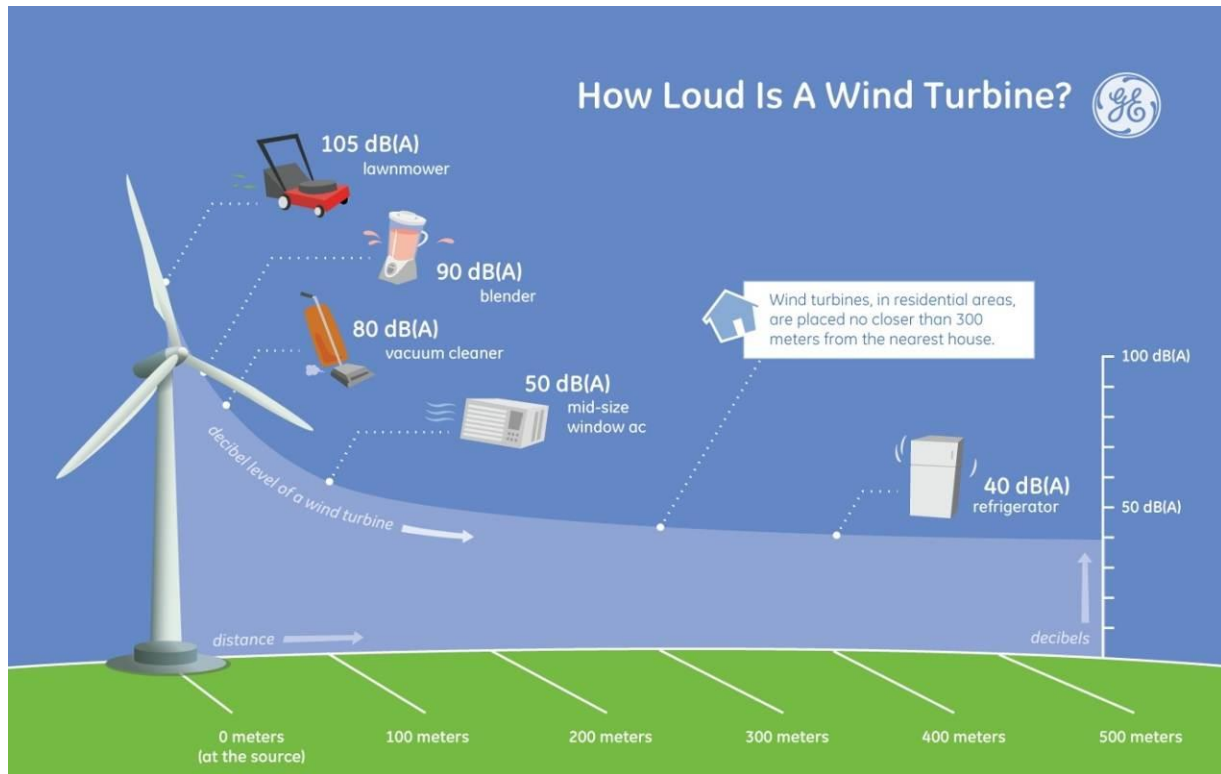 How Loud Is A Wind Turbine?
GE
105 dB(A)
lawnmower
90 dB(A)
blender
80 dB(A)
vacuum cleaner
50 dB(A)
mid-size
window ac
Wind turbines, in residential areas,
are placed no closer than 300
meters from the nearest house.
100 dB(A)
40 dB(A)
refrigerator
50 dB(A)
decibel level of a wind turbine
distance
decibels
0 meters
(at the source)
100 meters
200 meters
300 meters
400 meters
500 meters